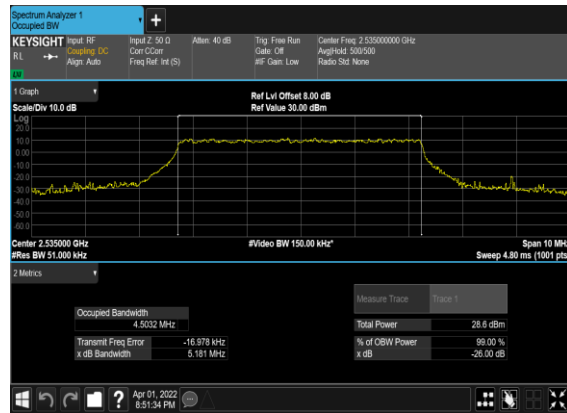 Spectrum Analyzer 1
Occupied BW
+
KEYSIGHT Input: RF Input Z: 50 Ω Atten: 40 dB Trig: Free Run Center Freq: 2.535000000 GHz
RL Coupling: DC Corr CCorr Gate: Off Avg|Hold: 500/500
Align: Auto Freq Ref: Int (S) #IF Gain: Low Radio Std: None
1 Graph Ref Lvl Offset 8.00 dB
Scale/Div 10.0 dB Ref Value 30.00 dBm
Log
20.0
10.0
0.00
-10.0
-20.0
-30.0
-40.0
-50.0
-60.0
Center 2.535000 GHz #Video BW 150.00 kHz* Span 10 MHz
#Res BW 51.000 kHz Sweep 4.80 ms (1001 pts)
2 Metrics
Measure Trace Trace 1
Occupied Bandwidth
4.5032 MHz Total Power 28.6 dBm
Transmit Freq Error -16.978 kHz % of OBW Power 99.00 %
x dB Bandwidth 5.181 MHz x dB -26.00 dB
? Apr 01, 2022
8:51:34 PM